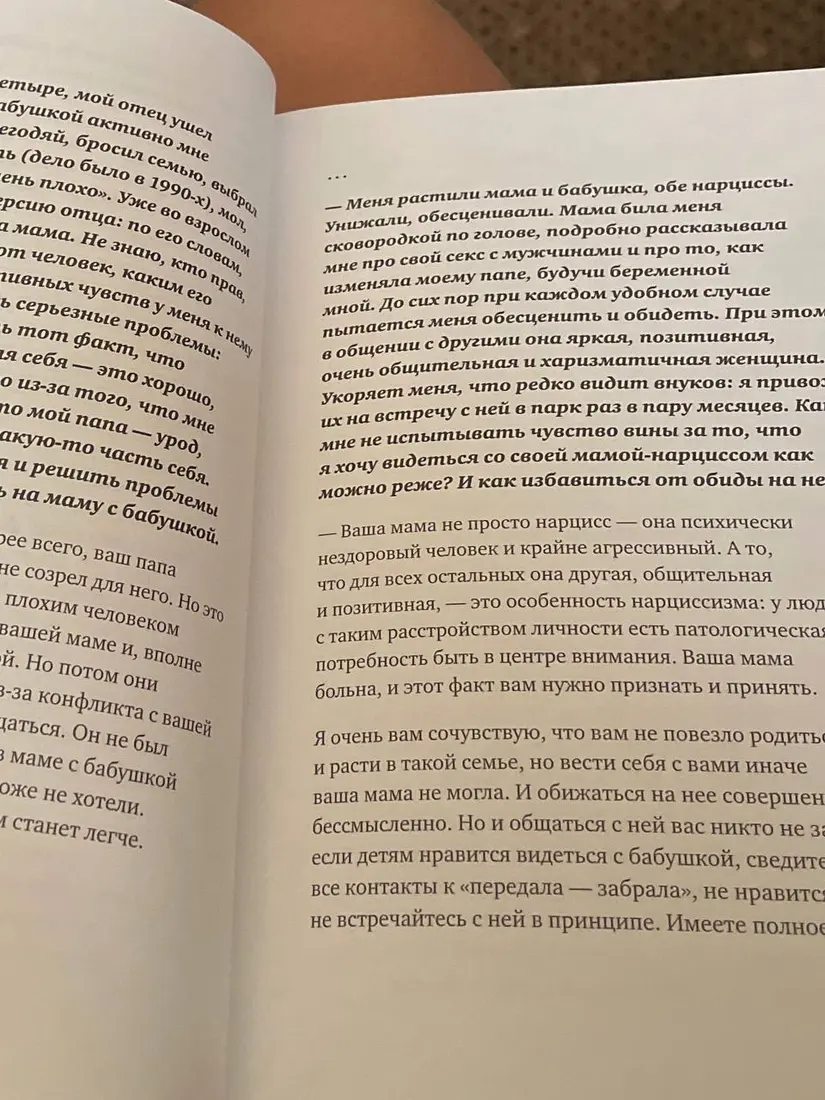 етыре, мой отец ушел
абушкой активно мне
егодяй, бросил семью, выбрал
ь (дело было в 1990-х), мол,
ень плохо». Уже во взрослом
ерсию отца: по его словам,
а мама. Не знаю, кто прав,
от человек, каким его
тивных чувств у меня к нему
ь серьезные проблемы:
ь тот факт, что
ля себя — это хорошо,
о из-за того, что мне
то мой папа — урод,
акую-то часть себя.
я и решить проблемы
ь на маму с бабушкой.
рее всего, ваш папа
не созрел для него. Но это
плохим человеком
вашей маме и, вполне
й. Но потом они
з-за конфликта с вашей
щаться. Он не был
в маме с бабушкой
оже не хотели.
м станет легче.
...
— Меня растили мама и бабушка, обе нарциссы.
Унижали, обесценивали. Мама била меня
сковородкой по голове, подробно рассказывала
мне про свой секс с мужчинами и про то, как
изменяла моему папе, будучи беременной
мной. До сих пор при каждом удобном случае
пытается меня обесценить и обидеть. При этом
в общении с другими она яркая, позитивная,
очень общительная и харизматичная женщина.
Укоряет меня, что редко видит внуков: я привож
их на встречу с ней в парк раз в пару месяцев. Как
мне не испытывать чувство вины за то, что
я хочу видеться со своей мамой-нарциссом как
можно реже? И как избавиться от обиды на не
— Ваша мама не просто нарцисс — она психически
нездоровый человек и крайне агрессивный. А то,
что для всех остальных она другая, общительная
и позитивная, — это особенность нарциссизма: у люд
с таким расстройством личности есть патологическая
потребность быть в центре внимания. Ваша мама
больна, и этот факт вам нужно признать и принять.
Я очень вам сочувствую, что вам не повезло родитьс
и расти в такой семье, но вести себя с вами иначе
ваша мама не могла. И обижаться на нее совершен
бессмысленно. Но и общаться с ней вас никто не за
если детям нравится видеться с бабушкой, сведите
все контакты к «передала — забрала», не нравится
не встречайтесь с ней в принципе. Имеете полное